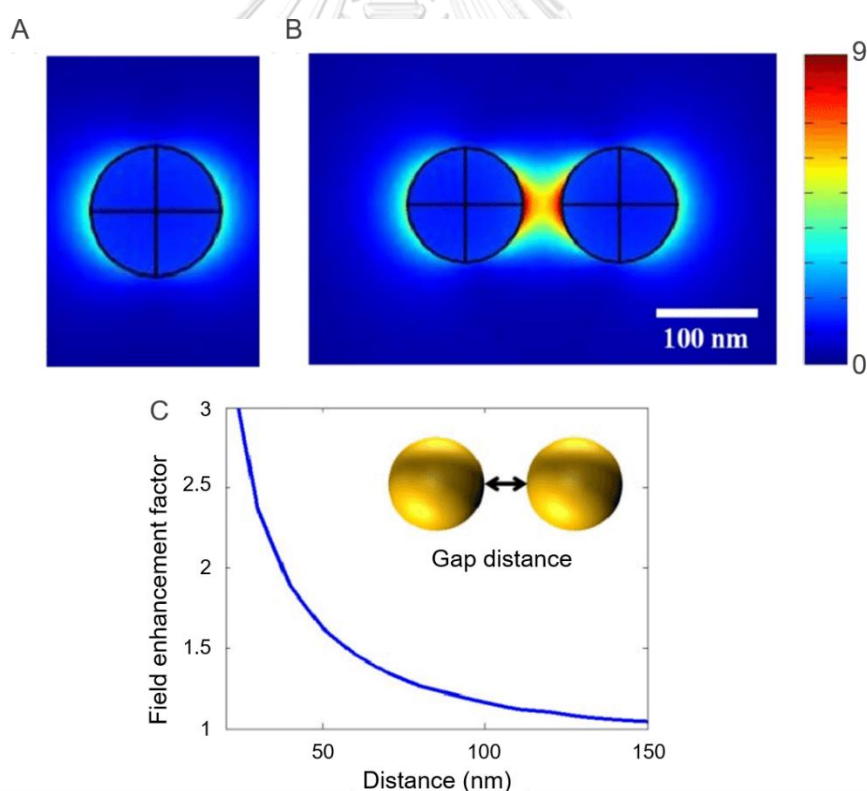 A
B
9
100 nm
0
C
3
Field enhancement factor
2.5
Gap distance
2
1.5
1
50
100
150
Distance (nm)